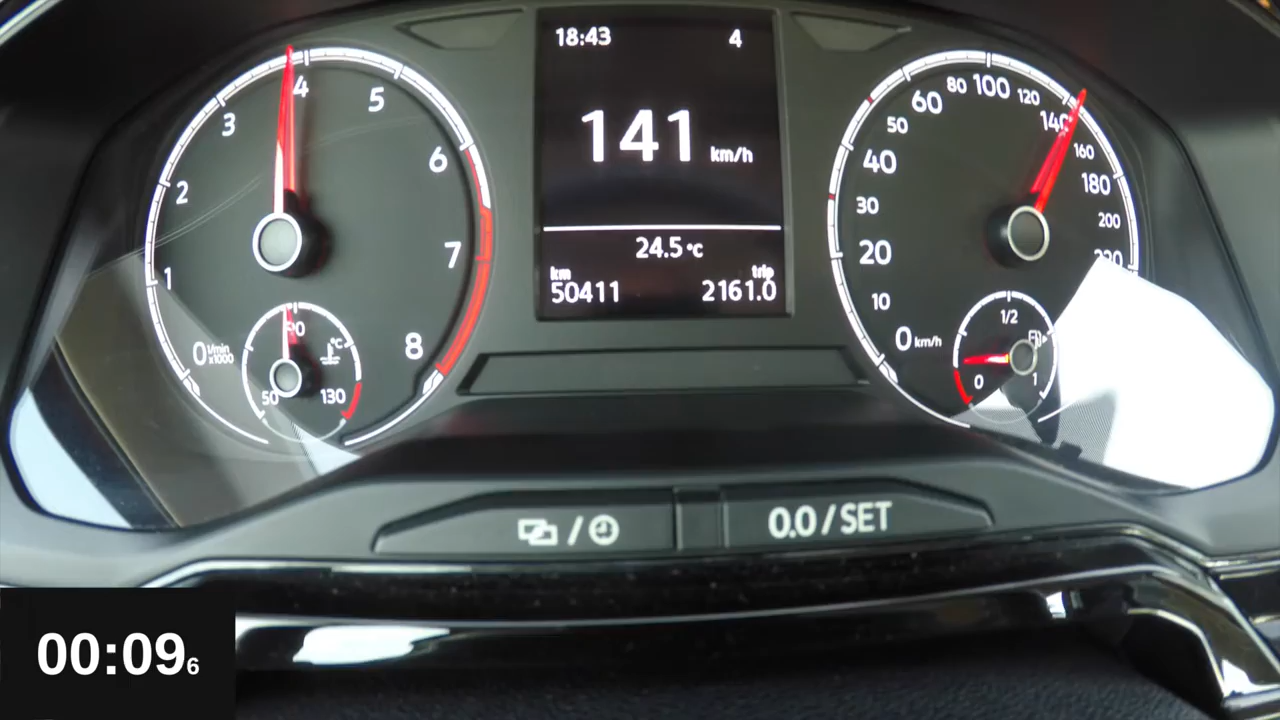 18:43 4
141 km/h
24.5°C
km trip
50411 2161.0
1 2 3 4 5 6 7 8
0 1/min x1000
50 130 °C
0 km/h 10 20 30 40 50 60 80 100 120 140 160 180 200
0 1/2 1
/
0.0/SET
00:09 6